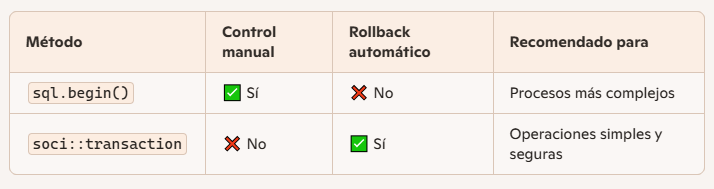 Método Control manual Rollback automático Recomendado para
sql.begin() ✅ Sí ❌ No Procesos más complejos
soci::transaction ❌ No ✅ Sí Operaciones simples y
seguras